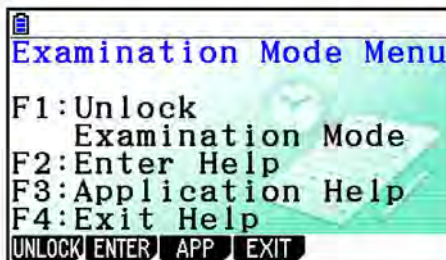 Examination Mode Menu
F1:Unlock
Examination Mode
F2:Enter Help
F3:Application Help
F4:Exit Help
UNLOCK ENTER APP EXIT